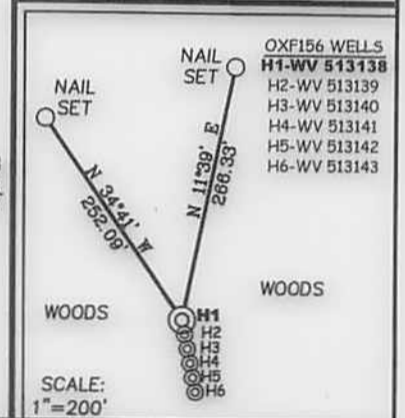 OXF156 WELLS
H1-WV 513138
H2-WV 513139
H3-WV 513140
H4-WV 513141
H5-WV 513142
H6-WV 513143
NAIL
SET
NAIL
SET
N 34°41' W
252.09'
N 11°39' E
266.33'
WOODS
WOODS
H1
H2
H3
H4
H5
H6
SCALE:
1"=200'